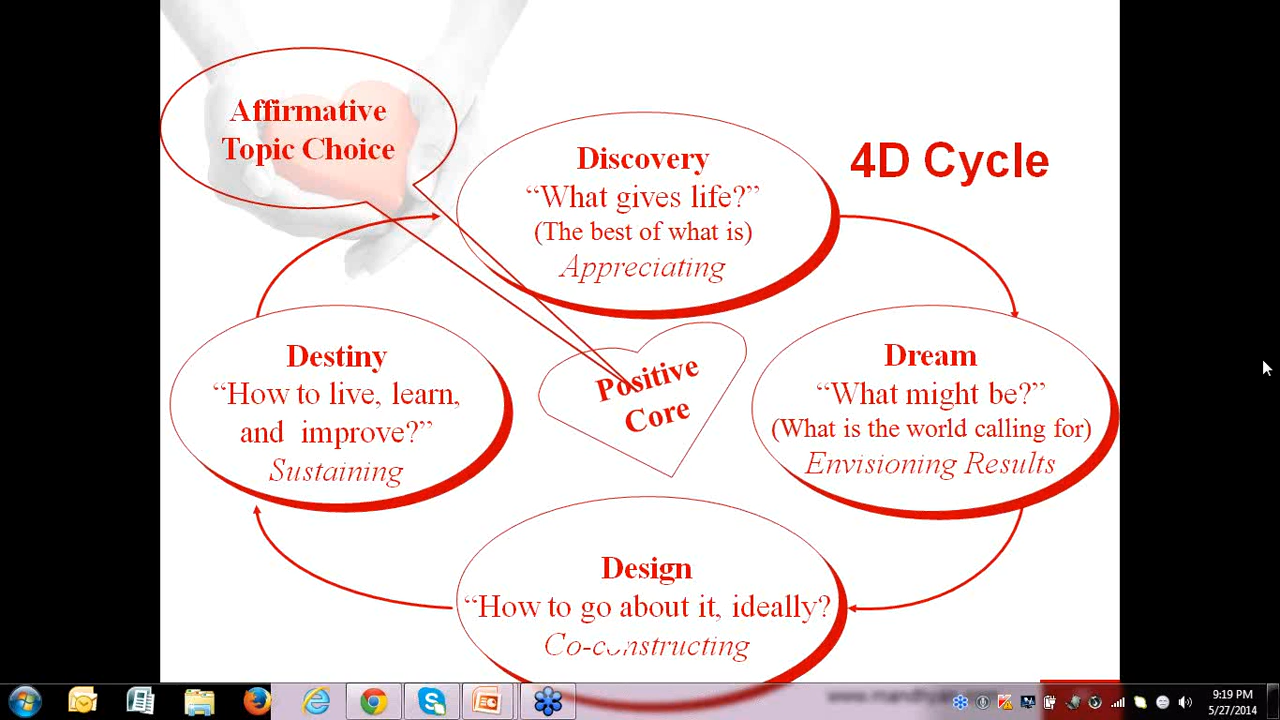 Affirmative
Topic Choice
4D Cycle
Discovery
“What gives life?”
(The best of what is)
Appreciating
Destiny
“How to live, learn,
and improve?”
Sustaining
Positive
Core
Dream
“What might be?”
(What is the world calling for)
Envisioning Results
Design
“How to go about it, ideally?
Co-constructing
9:19 PM
5/27/2014